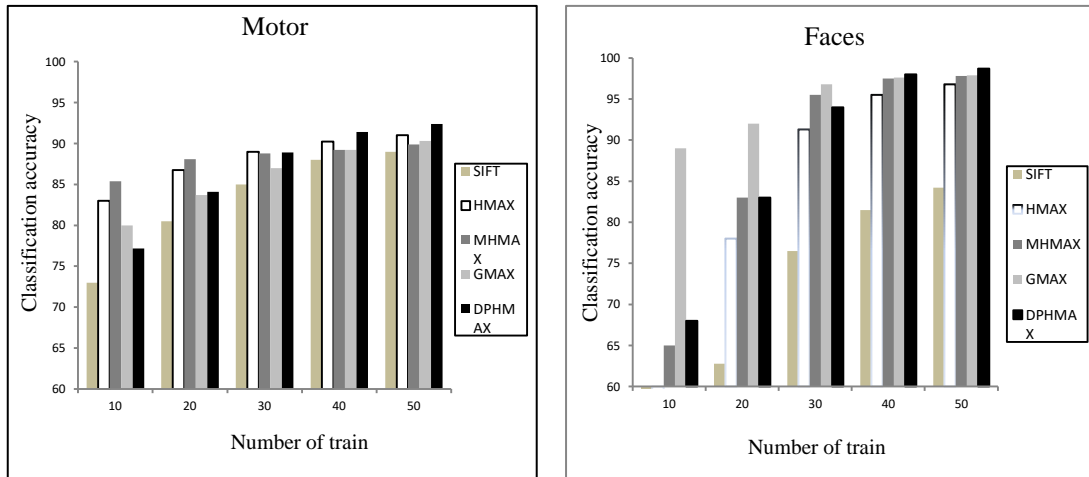 Motor
Classification accuracy
100
95
90
85
80
75
70
65
60
10 20 30 40 50
Number of train
SIFT
HMAX
MHMA
X
GMAX
DPHM
AX
Faces
Classification accuracy
100
95
90
85
80
75
70
65
60
10 20 30 40 50
Number of train
SIFT
HMAX
MHMAX
GMAX
DPHMA
X